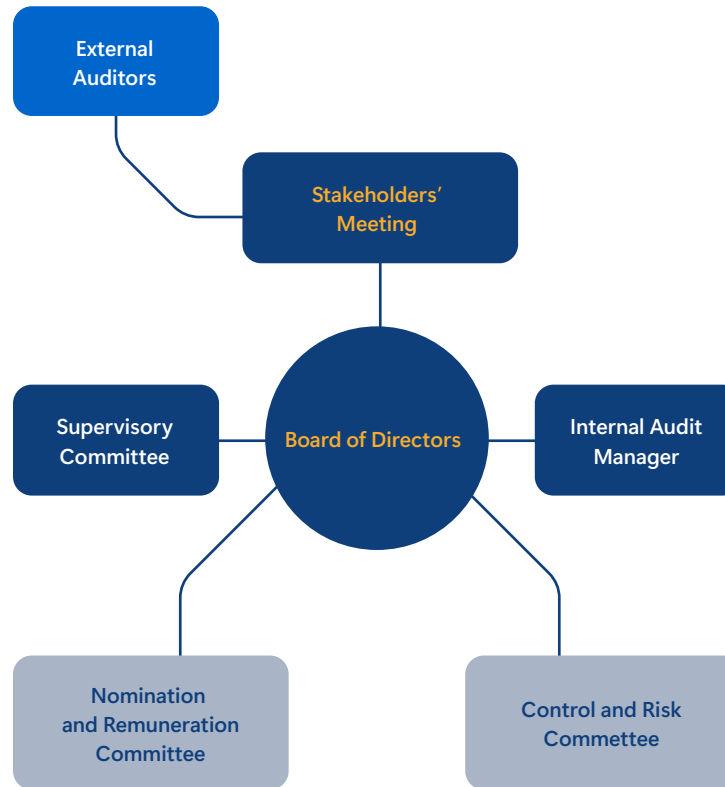 External
Auditors
Stakeholders’
Meeting
Board of Directors
Supervisory
Committee
Internal Audit
Manager
Nomination
and Remuneration
Committee
Control and Risk
Commettee